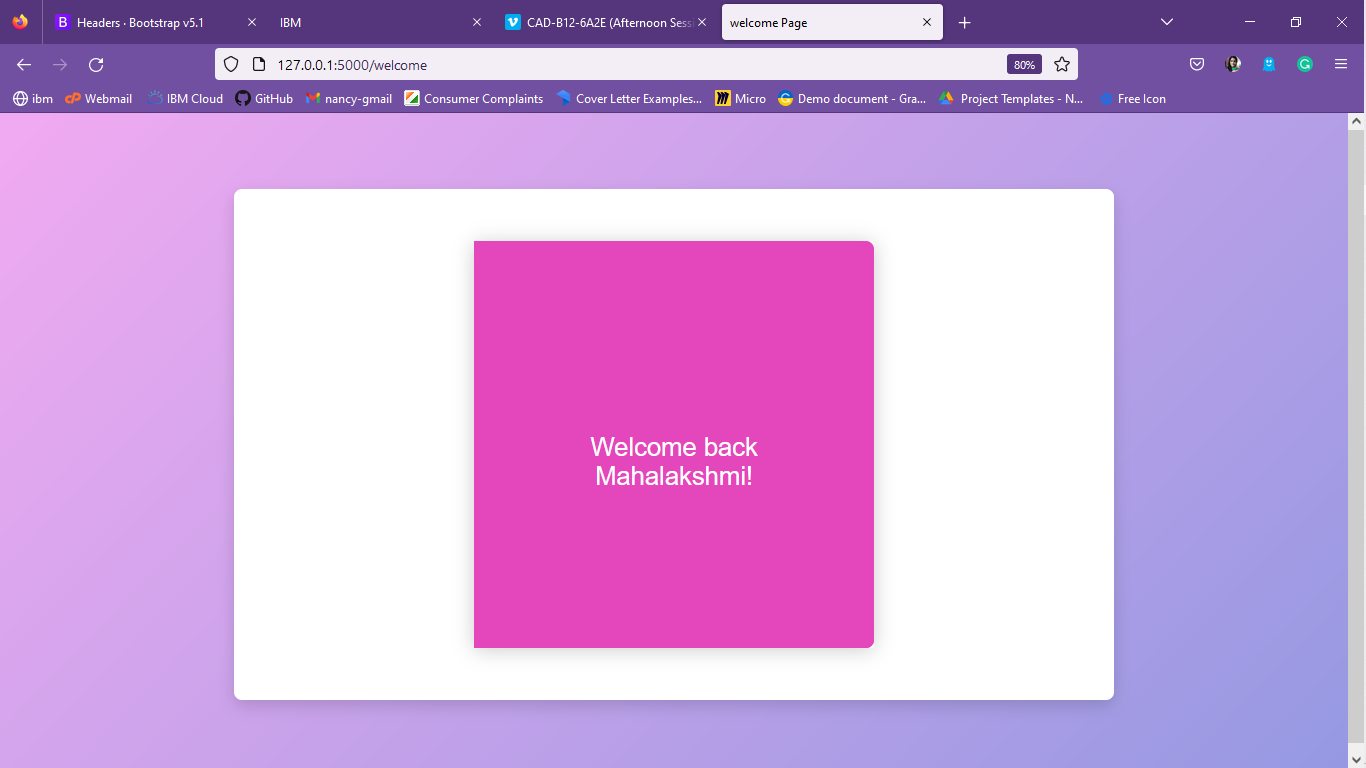 Headers · Bootstrap v5.1
IBM
CAD-B12-6A2E (Afternoon Sess
welcome Page
127.0.0.1:5000/welcome
80%
ibm
Webmail
IBM Cloud
GitHub
nancy-gmail
Consumer Complaints
Cover Letter Examples...
Micro
Demo document - Gra...
Project Templates - N...
Free Icon
Welcome back
Mahalakshmi!